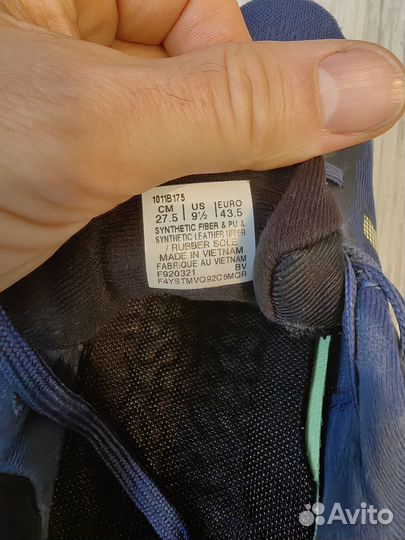 1011B175
CM US EURO
27.5 9½ 43.5
SYNTHETIC FIBER & PU &
SYNTHETIC LEATHER UPPER
/ RUBBER SOLE
MADE IN VIETNAM
FABRIQUE AU VIETNAM
F920321 BV
F4YSTMVQ92C5MQR
Avito